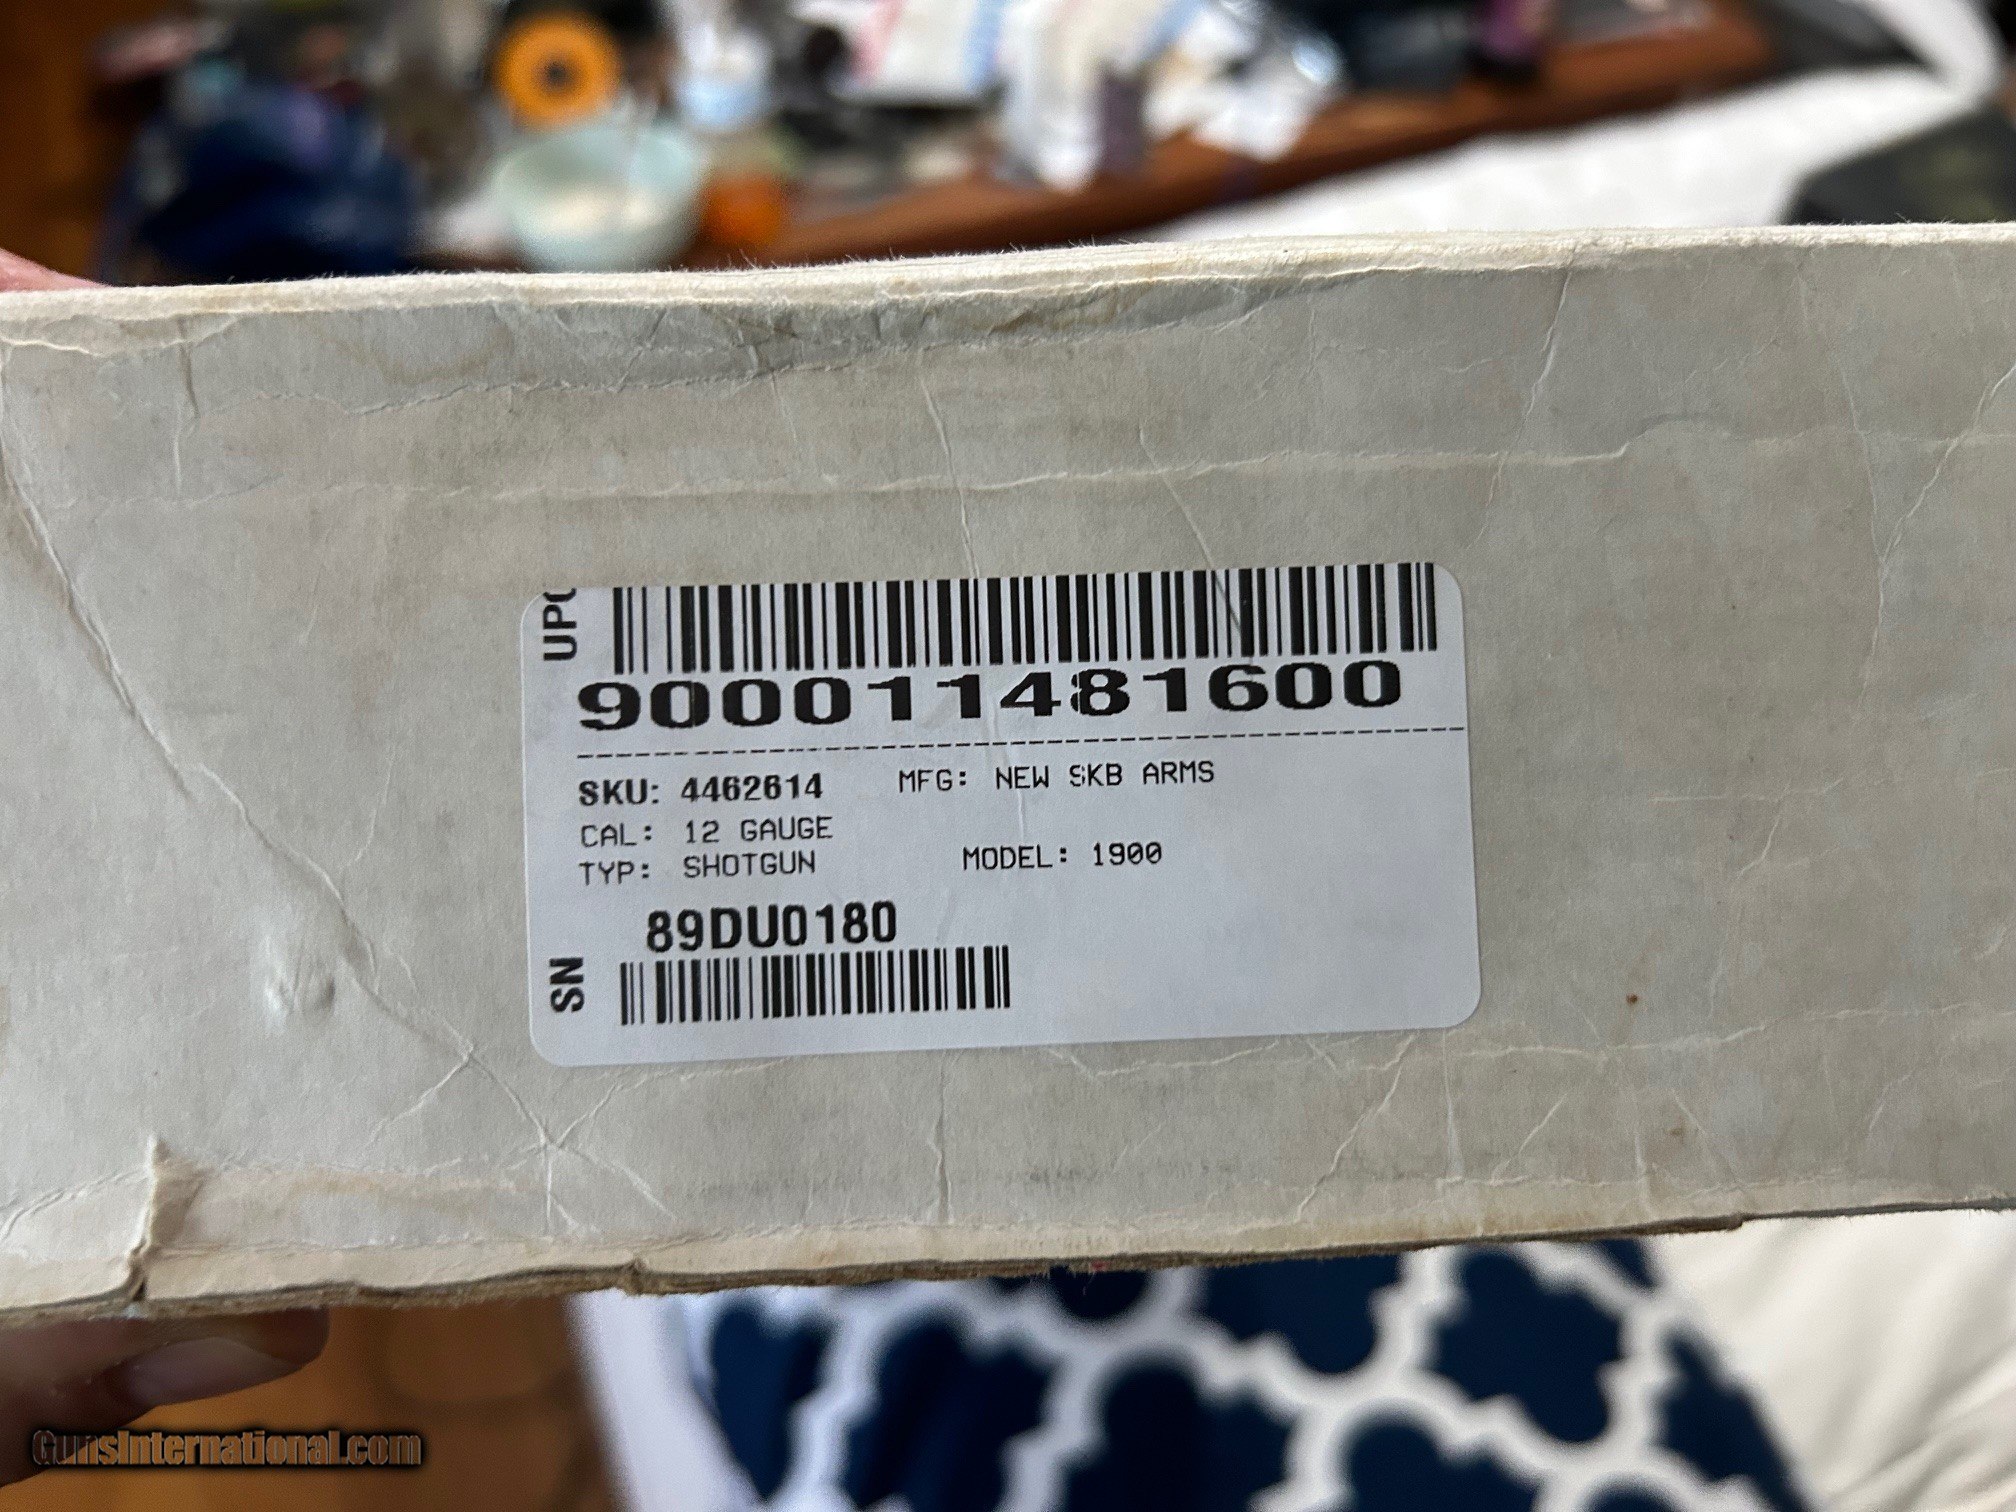 UPC
900011481600
SKU: 4462614 MFG: NEW SKB ARMS
CAL: 12 GAUGE
TYP: SHOTGUN MODEL: 1900
89DU0180
SN
GunsInternational.com